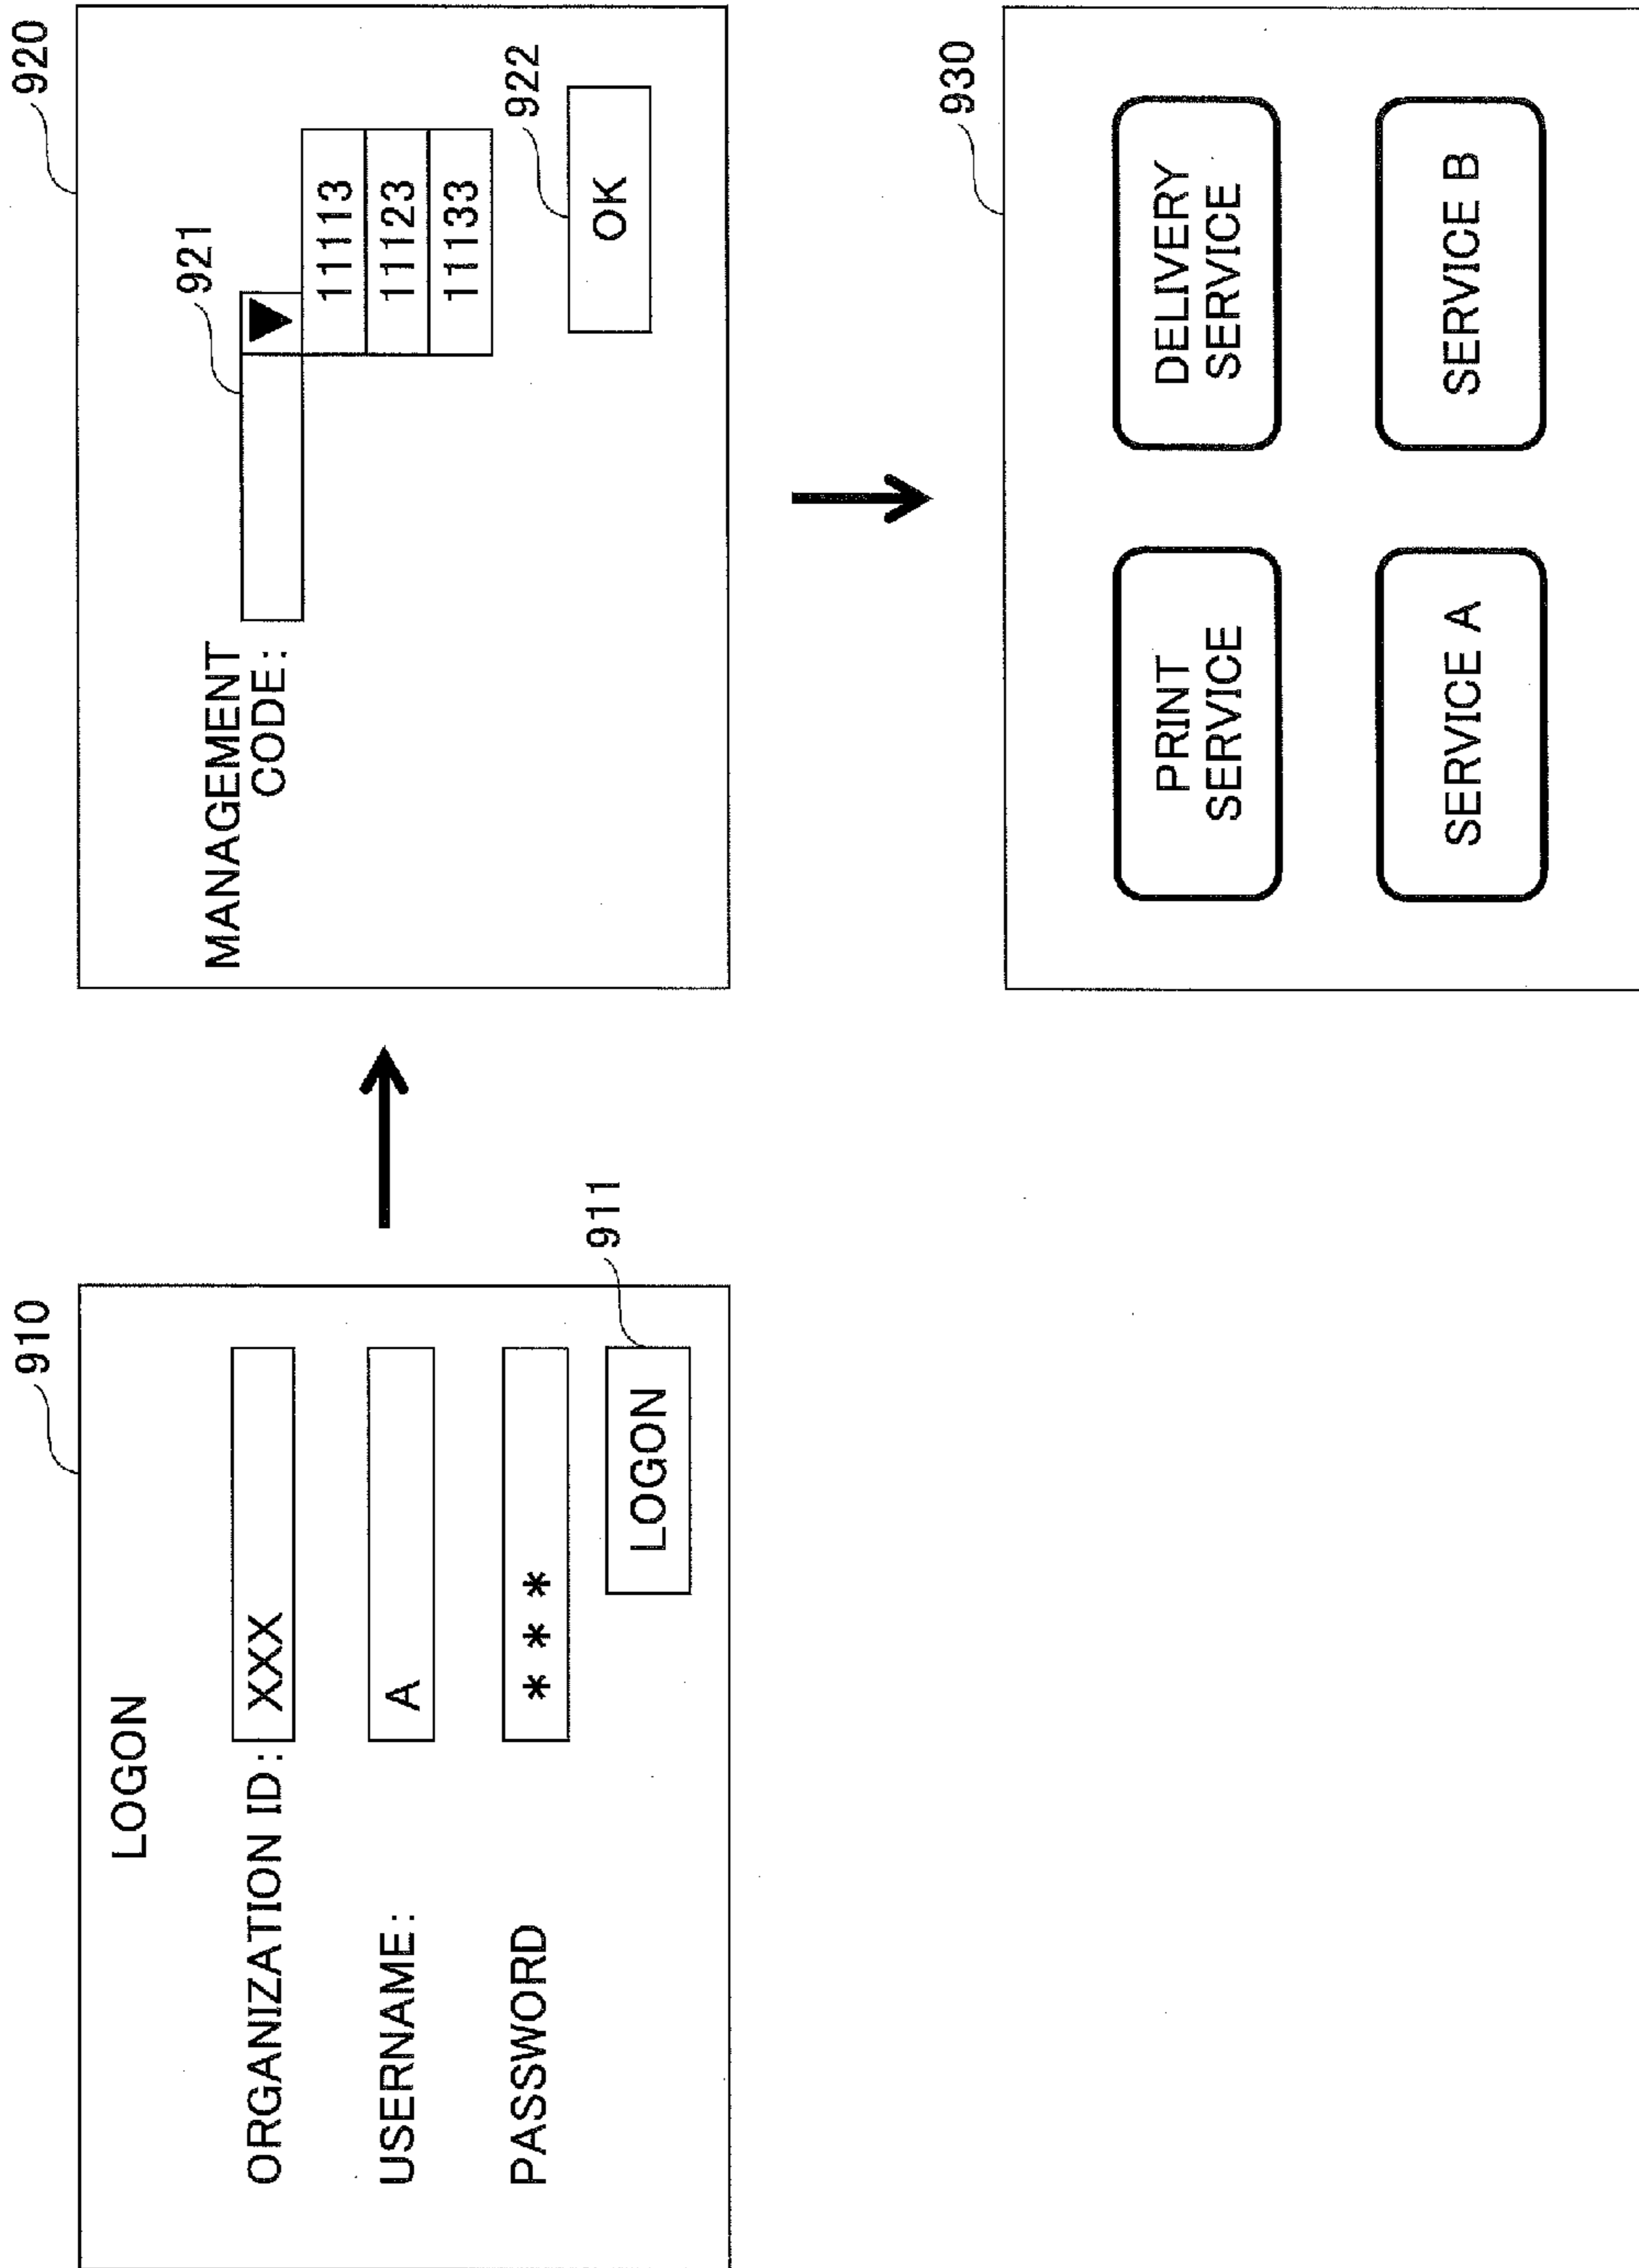 910
LOGON
ORGANIZATION ID: XXX
USERNAME: A
PASSWORD ***
LOGON
911
920
MANAGEMENT
CODE:
921
11113
11123
11133
922
OK
930
PRINT
SERVICE
DELIVERY
SERVICE
SERVICE A
SERVICE B